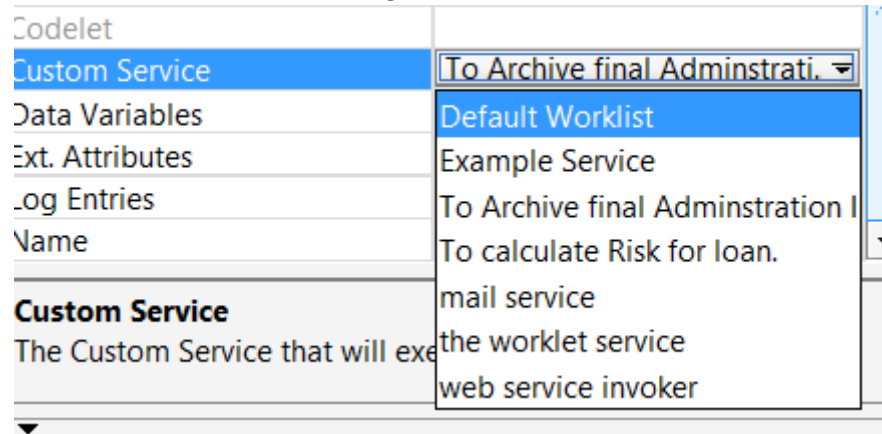 Codelet
Custom Service To Archive final Adminstrati.
Data Variables Default Worklist
Ext. Attributes Example Service
Log Entries To Archive final Adminstration
Name To calculate Risk for loan.
Custom Service mail service
The Custom Service that will exe the worklet service
web service invoker